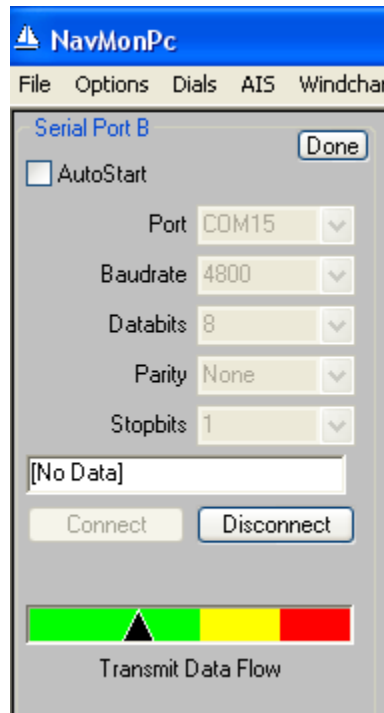 NavMonPc
File Options Dials AIS Windchar
Serial Port B
Done
AutoStart
Port COM15
Baudrate 4800
Databits 8
Parity None
Stopbits 1
[No Data]
Connect Disconnect
Transmit Data Flow